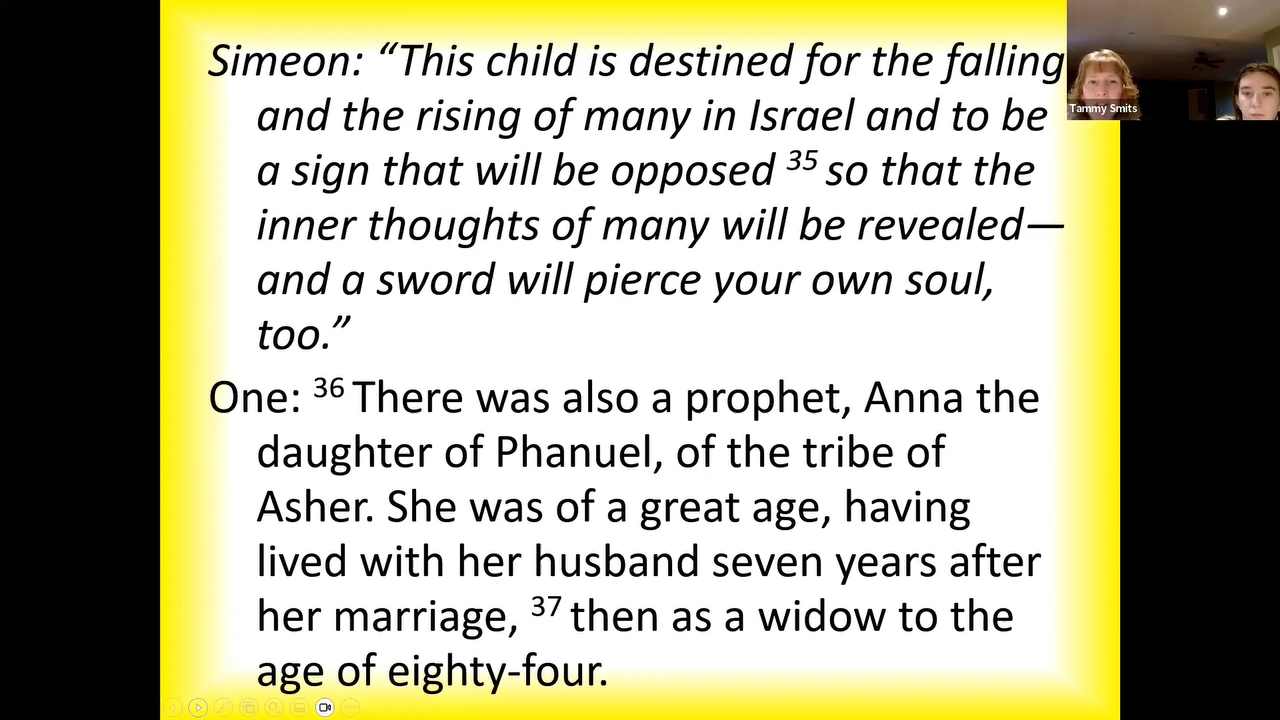 Simeon: “This child is destined for the falling
and the rising of many in Israel and to be
a sign that will be opposed 35 so that the
inner thoughts of many will be revealed—
and a sword will pierce your own soul,
too.”
One: 36 There was also a prophet, Anna the
daughter of Phanuel, of the tribe of
Asher. She was of a great age, having
lived with her husband seven years after
her marriage, 37 then as a widow to the
age of eighty-four.
Tammy Smits